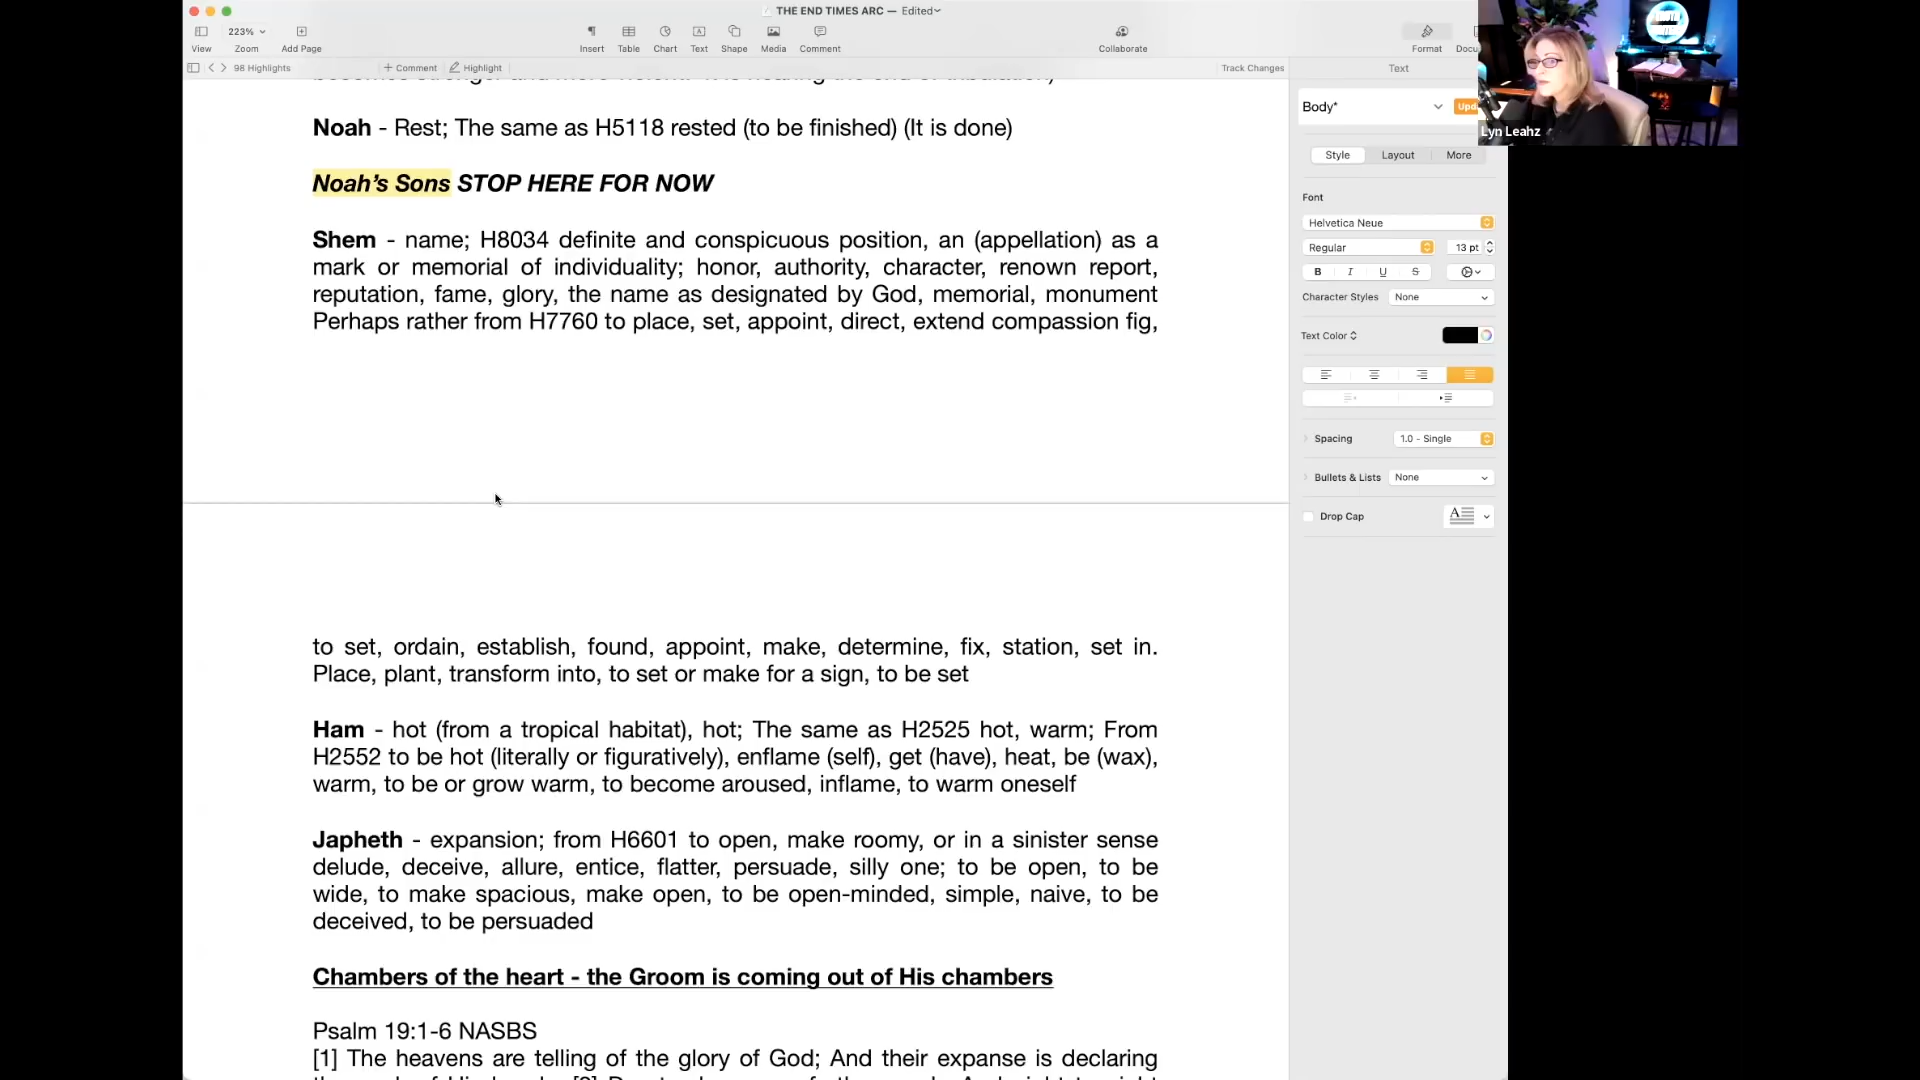 THE END TIMES ARC — Edited
223%
View
Zoom
Add Page
Insert
Table
Chart
Text
Shape
Media
Comment
Collaborate
Format
98 Highlights
Comment
Highlight
Track Changes
Text
Noah - Rest; The same as H5118 rested (to be finished) (It is done)
Noah's Sons STOP HERE FOR NOW
Shem - name; H8034 definite and conspicuous position, an (appellation) as a
mark or memorial of individuality; honor, authority, character, renown report,
reputation, fame, glory, the name as designated by God, memorial, monument
Perhaps rather from H7760 to place, set, appoint, direct, extend compassion fig,
to set, ordain, establish, found, appoint, make, determine, fix, station, set in.
Place, plant, transform into, to set or make for a sign, to be set
Ham - hot (from a tropical habitat), hot; The same as H2525 hot, warm; From
H2552 to be hot (literally or figuratively), enflame (self), get (have), heat, be (wax),
warm, to be or grow warm, to become aroused, inflame, to warm oneself
Japheth - expansion; from H6601 to open, make roomy, or in a sinister sense
delude, deceive, allure, entice, flatter, persuade, silly one; to be open, to be
wide, to make spacious, make open, to be open-minded, simple, naive, to be
deceived, to be persuaded
Chambers of the heart - the Groom is coming out of His chambers
Psalm 19:1-6 NASBS
[1] The heavens are telling of the glory of God; And their expanse is declaring
Body*
Style
Layout
More
Font
Helvetica Neue
Regular
13 pt
B I U S
Character Styles
None
Text Color
Spacing
1.0 - Single
Bullets & Lists
None
Drop Cap
A
Lyn Leahz